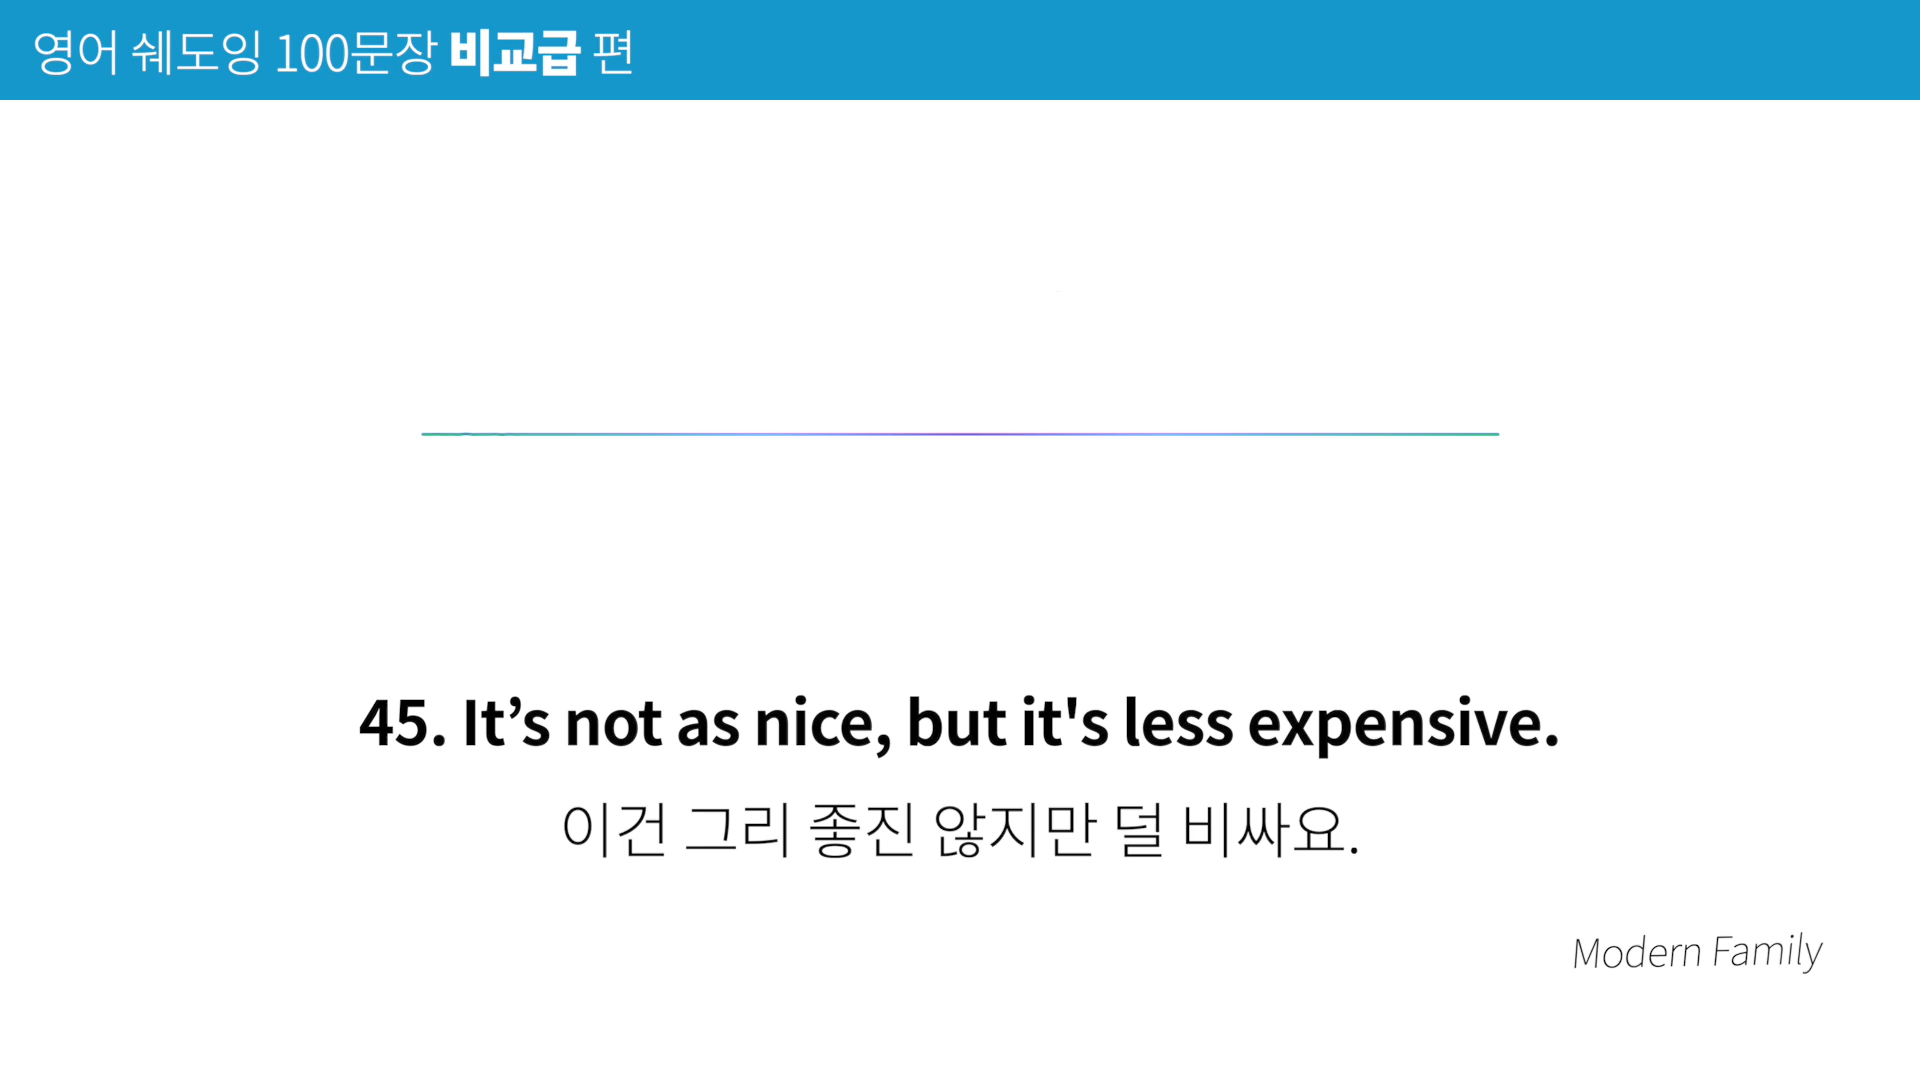 영어 쉐도잉 100문장 비교급 편
45. It’s not as nice, but it's less expensive.
이건 그리 좋진 않지만 덜 비싸요.
Modern Family